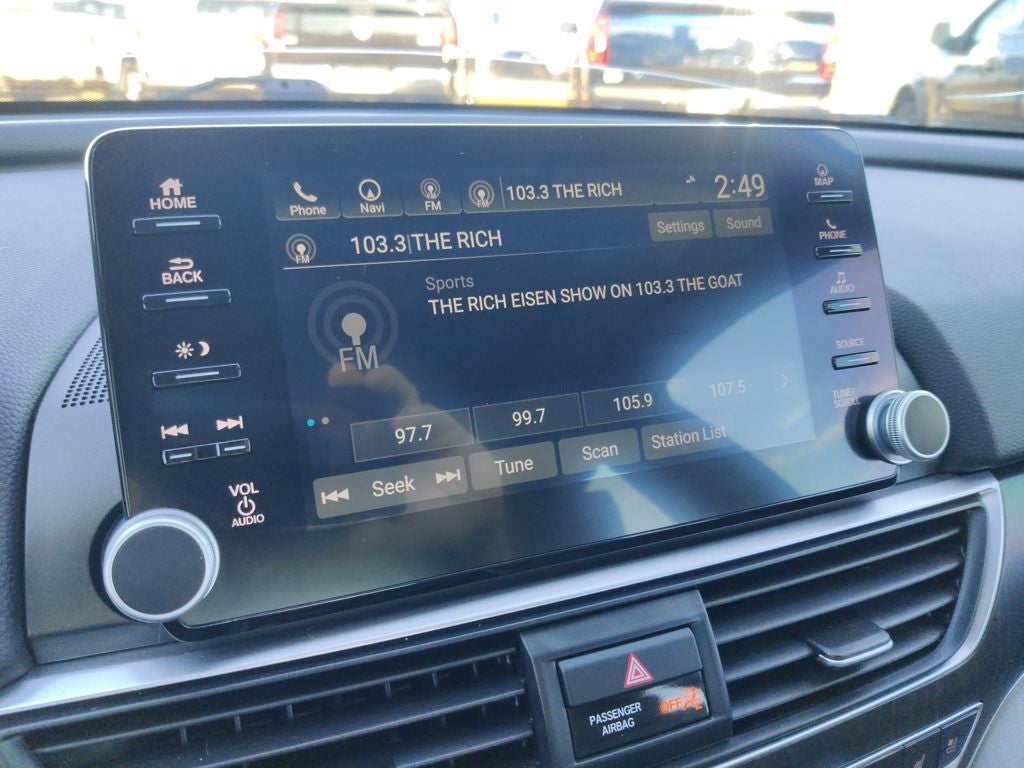 HOME
BACK
VOL
AUDIO
Phone
Navi
FM
FM
103.3 THE RICH
2:49
FM
103.3 THE RICH
Settings
Sound
Sports
THE RICH EISEN SHOW ON 103.3 THE GOAT
FM
97.7
99.7
105.9
107.5
Seek
Tune
Scan
Station List
MAP
PHONE
AUDIO
SOURCE
TUNE/
SCROLL
PASSENGER
AIRBAG
OFF